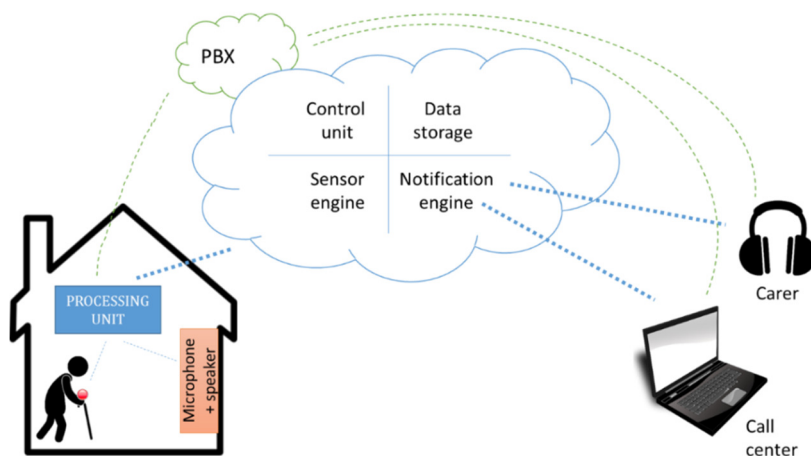 PBX
Control
unit
Data
storage
Sensor
engine
Notification
engine
PROCESSING
UNIT
Microphone
+ speaker
Carer
Call
center